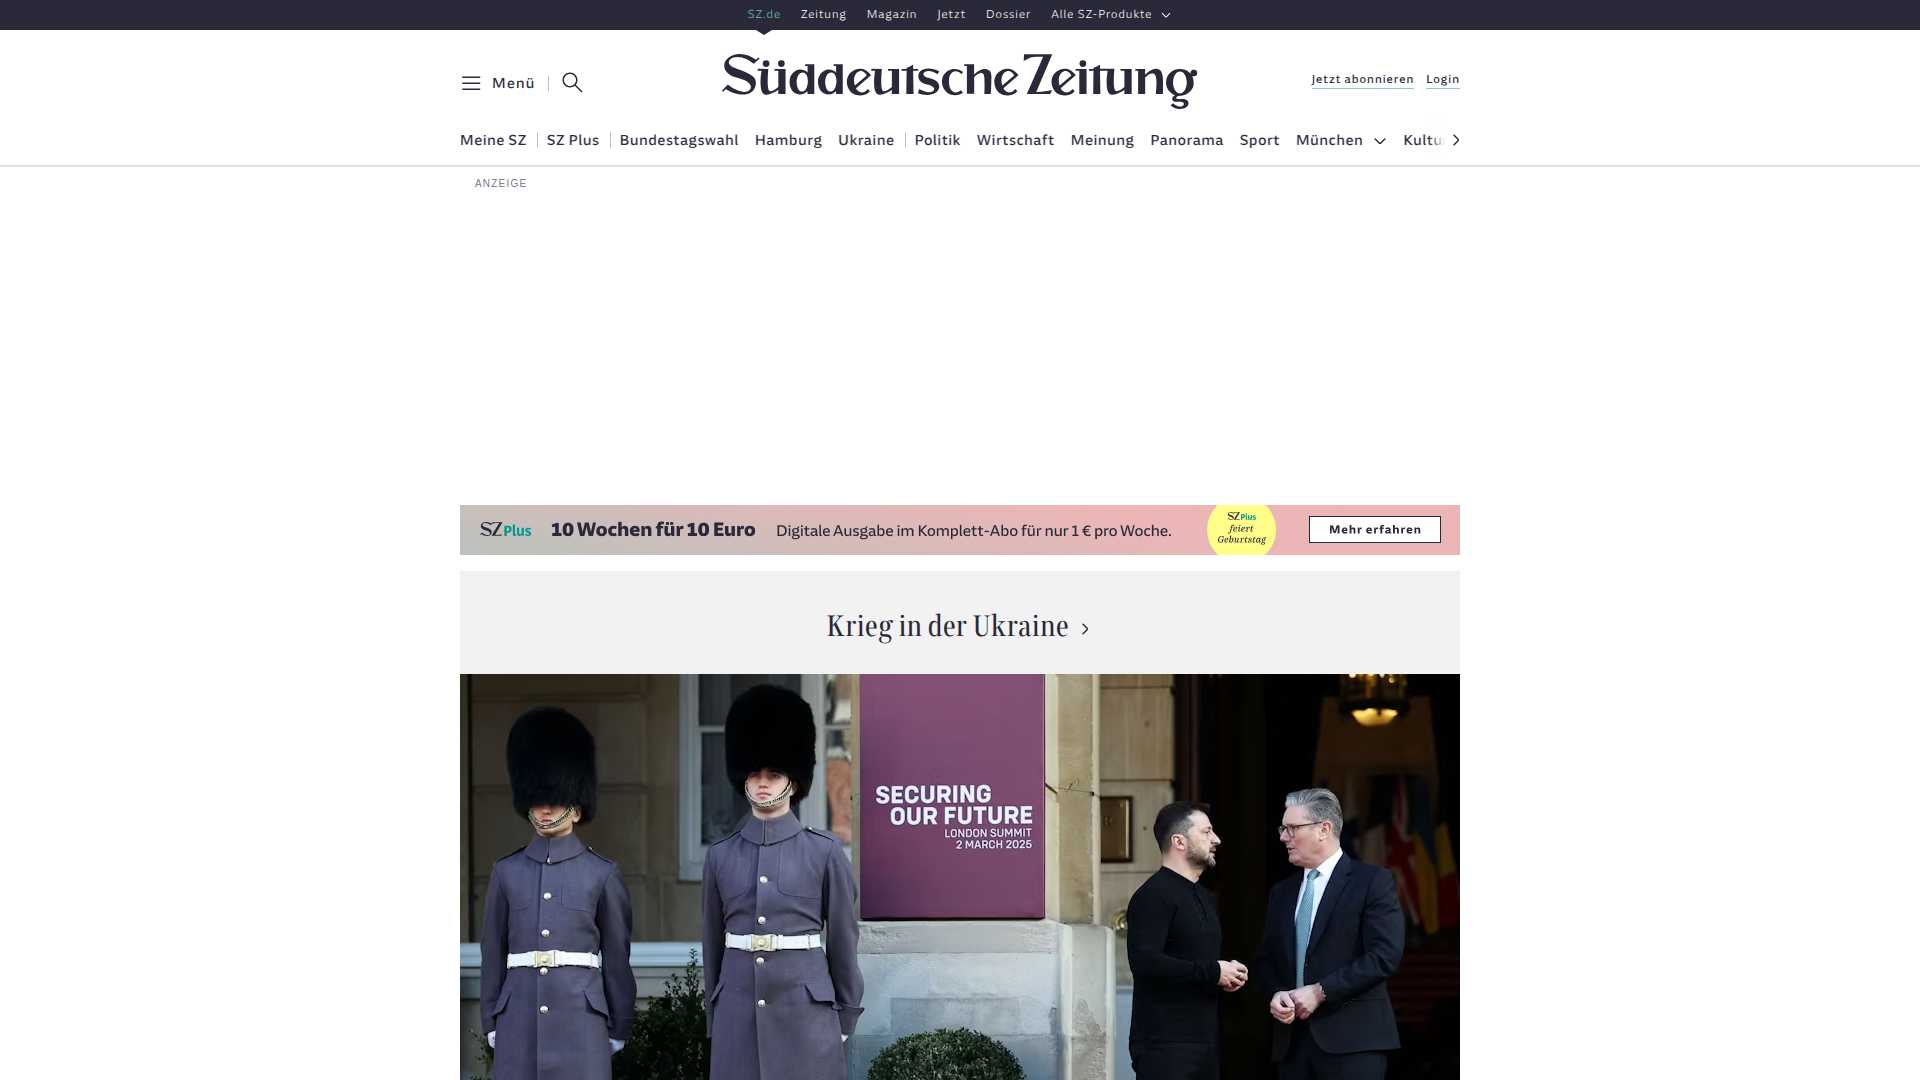 SZ.de Zeitung Magazin Jetzt Dossier Alle SZ-Produkte
Menü
Süddeutsche Zeitung
Jetzt abonnieren Login
Meine SZ SZ Plus Bundestagswahl Hamburg Ukraine Politik Wirtschaft Meinung Panorama Sport München Kultu
ANZEIGE
SZ Plus 10 Wochen für 10 Euro Digitale Ausgabe im Komplett-Abo für nur 1 € pro Woche.
SZ Plus
feiert
Geburtstag
Mehr erfahren
Krieg in der Ukraine
SECURING
OUR FUTURE
LONDON SUMMIT
2 MARCH 2025